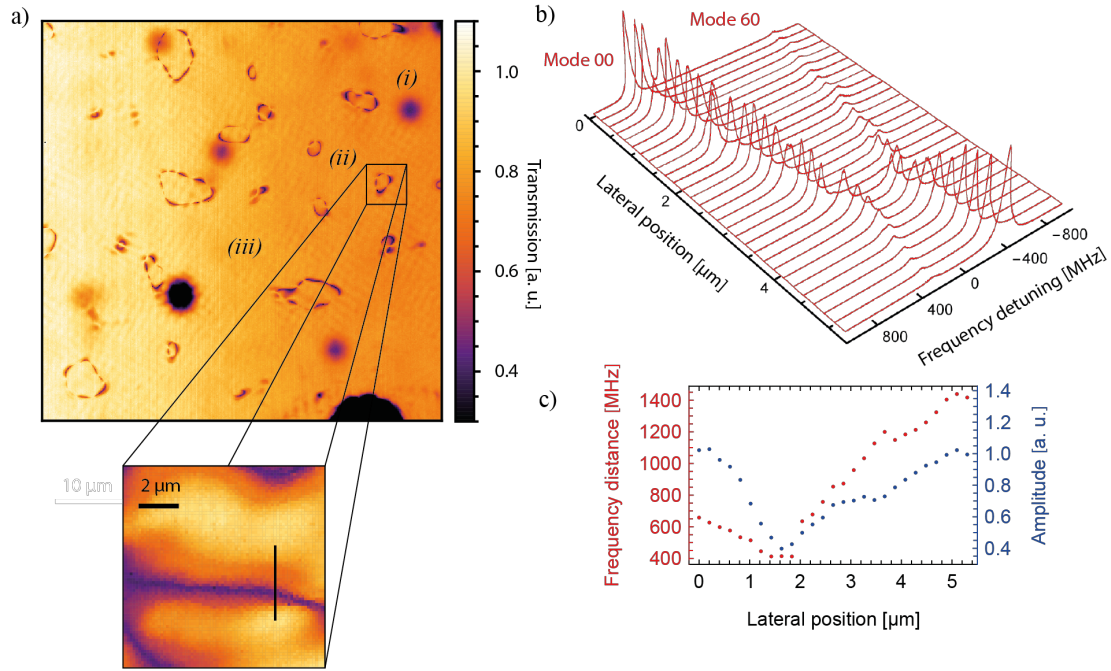 a)
(i)
(ii)
(iii)
1.0
0.8
0.6
0.4
Transmission [a. u.]
10 µm
2 µm
b)
Mode 60
Mode 00
0
2
4
Lateral position [µm]
800
400
0
−400
−800
Frequency detuning [MHz]
c)
1400
1200
1000
800
600
400
Frequency distance [MHz]
1.4
1.2
1.0
0.8
0.6
0.4
Amplitude [a. u.]
0 1 2 3 4 5
Lateral position [µm]